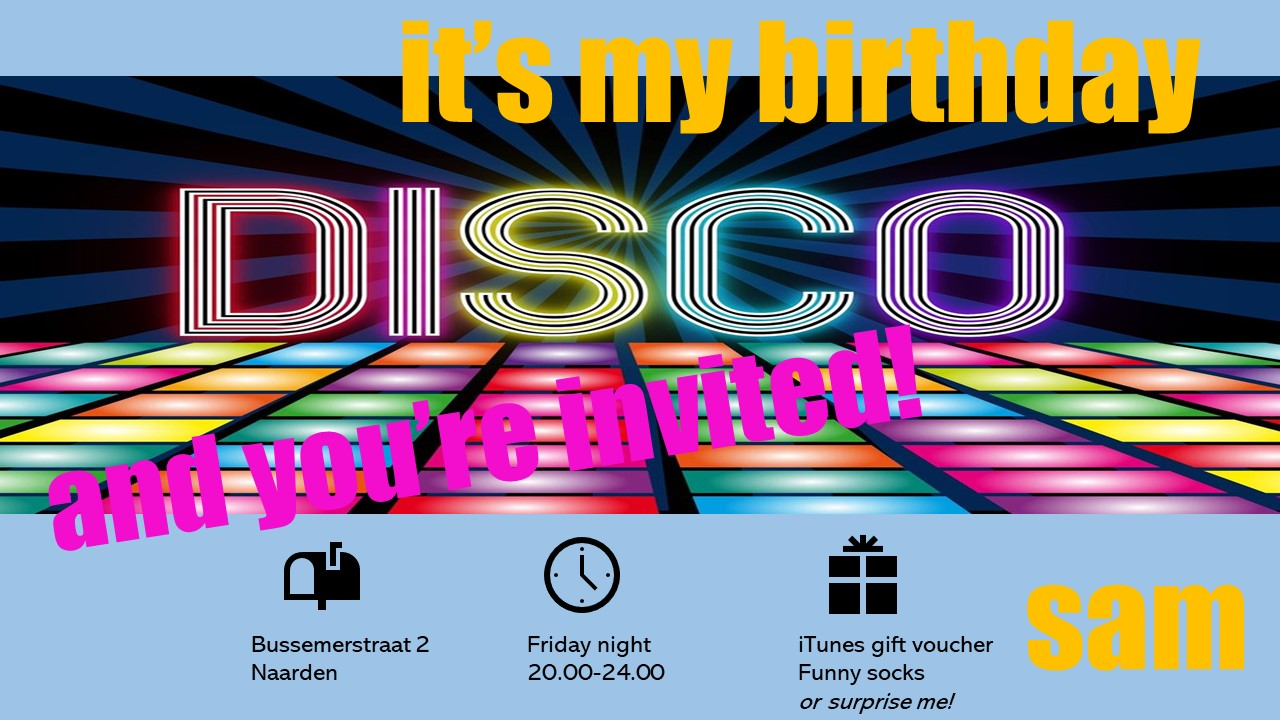 it’s my birthday
DISCO
and you’re invited!
Bussemerstraat 2
Naarden
Friday night
20.00-24.00
iTunes gift voucher
Funny socks
or surprise me!
sam